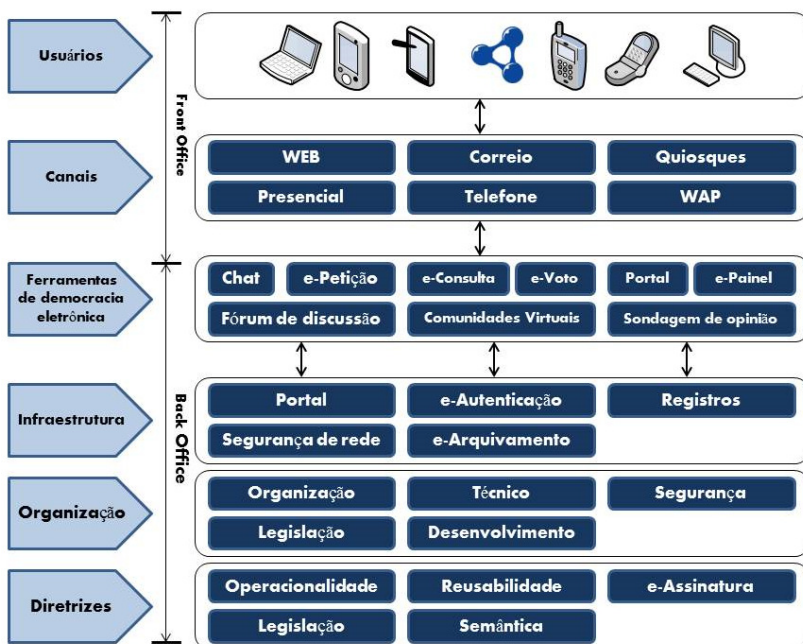 Usuários
Front Office
Canais
WEB
Correio
Quiosques
Presencial
Telefone
WAP
Ferramentas
de democracia
eletrônica
Chat
e-Petição
e-Consulta
e-Voto
Portal
e-Painel
Fórum de discussão
Comunidades Virtuais
Sondagem de opinião
Back Office
Infraestrutura
Portal
e-Autenticação
Registros
Segurança de rede
e-Arquivamento
Organização
Organização
Técnico
Segurança
Legislação
Desenvolvimento
Diretrizes
Operacionalidade
Reusabilidade
e-Assinatura
Legislação
Semântica